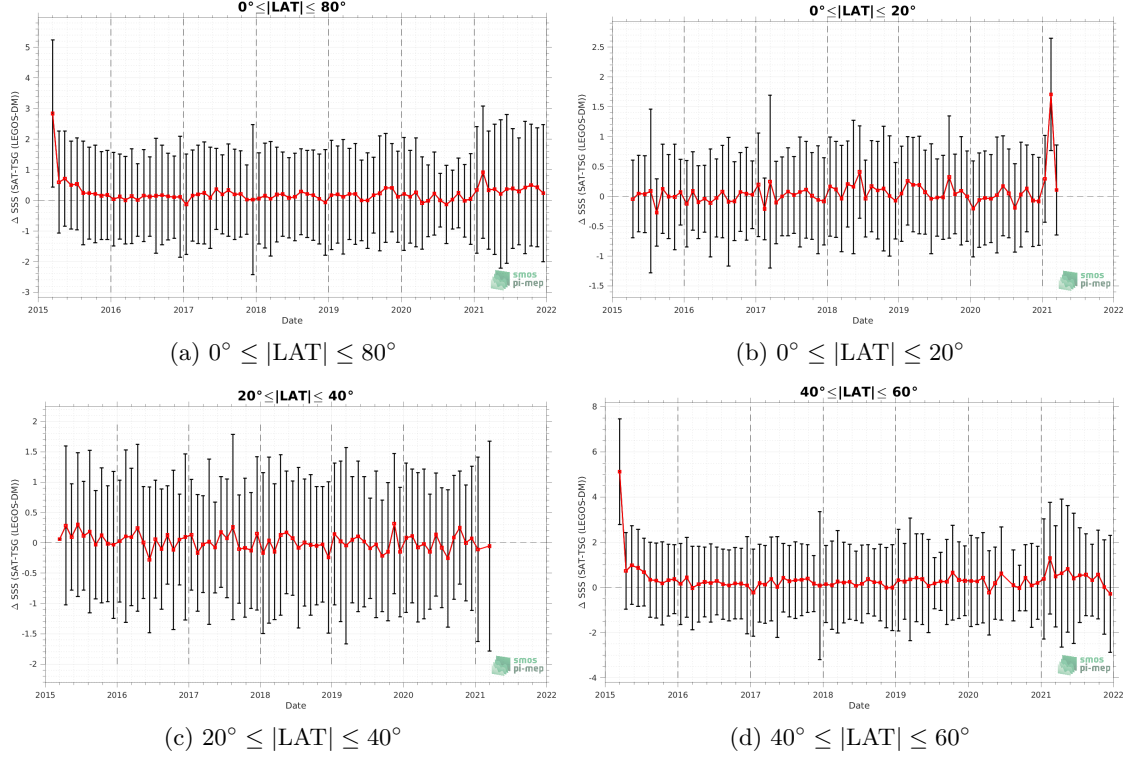 0°≤|LAT|≤ 80°
Δ SSS (SAT-TSG (LEGOS-DM))
5
4
3
2
1
0
-1
-2
-3
2015 2016 2017 2018 2019 2020 2021 2022
Date
smos
pi-mep
(a) 0° ≤ |LAT| ≤ 80°
0°≤|LAT|≤ 20°
Δ SSS (SAT-TSG (LEGOS-DM))
2.5
2
1.5
1
0.5
0
-0.5
-1
-1.5
2015 2016 2017 2018 2019 2020 2021 2022
Date
smos
pi-mep
(b) 0° ≤ |LAT| ≤ 20°
20°≤|LAT|≤ 40°
Δ SSS (SAT-TSG (LEGOS-DM))
2
1.5
1
0.5
0
-0.5
-1
-1.5
-2
2015 2016 2017 2018 2019 2020 2021 2022
Date
smos
pi-mep
(c) 20° ≤ |LAT| ≤ 40°
40°≤|LAT|≤ 60°
Δ SSS (SAT-TSG (LEGOS-DM))
8
6
4
2
0
-2
-4
2015 2016 2017 2018 2019 2020 2021 2022
Date
smos
pi-mep
(d) 40° ≤ |LAT| ≤ 60°